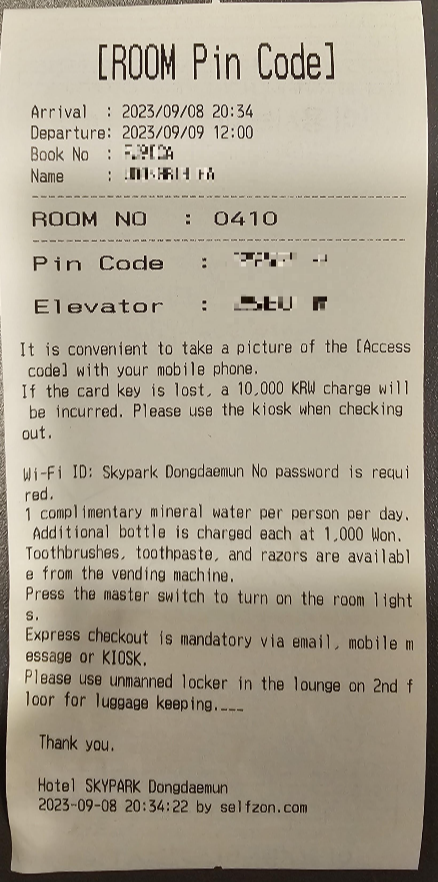 [ROOM Pin Code]
Arrival : 2023/09/08 20:34
Departure: 2023/09/09 12:00
Book No :
Name :
ROOM NO : 0410
Pin Code :
Elevator :
It is convenient to take a picture of the [Access
code] with your mobile phone.
If the card key is lost, a 10,000 KRW charge will
be incurred. Please use the kiosk when checking
out.
Wi-Fi ID: Skypark Dongdaemun No password is requi
red.
1 complimentary mineral water per person per day.
Additional bottle is charged each at 1,000 Won.
Toothbrushes, toothpaste, and razors are availabl
e from the vending machine.
Press the master switch to turn on the room light
s.
Express checkout is mandatory via email, mobile m
essage or KIOSK.
Please use unmanned locker in the lounge on 2nd f
loor for luggage keeping.___
Thank you.
Hotel SKYPARK Dongdaemun
2023-09-08 20:34:22 by selfzon.com